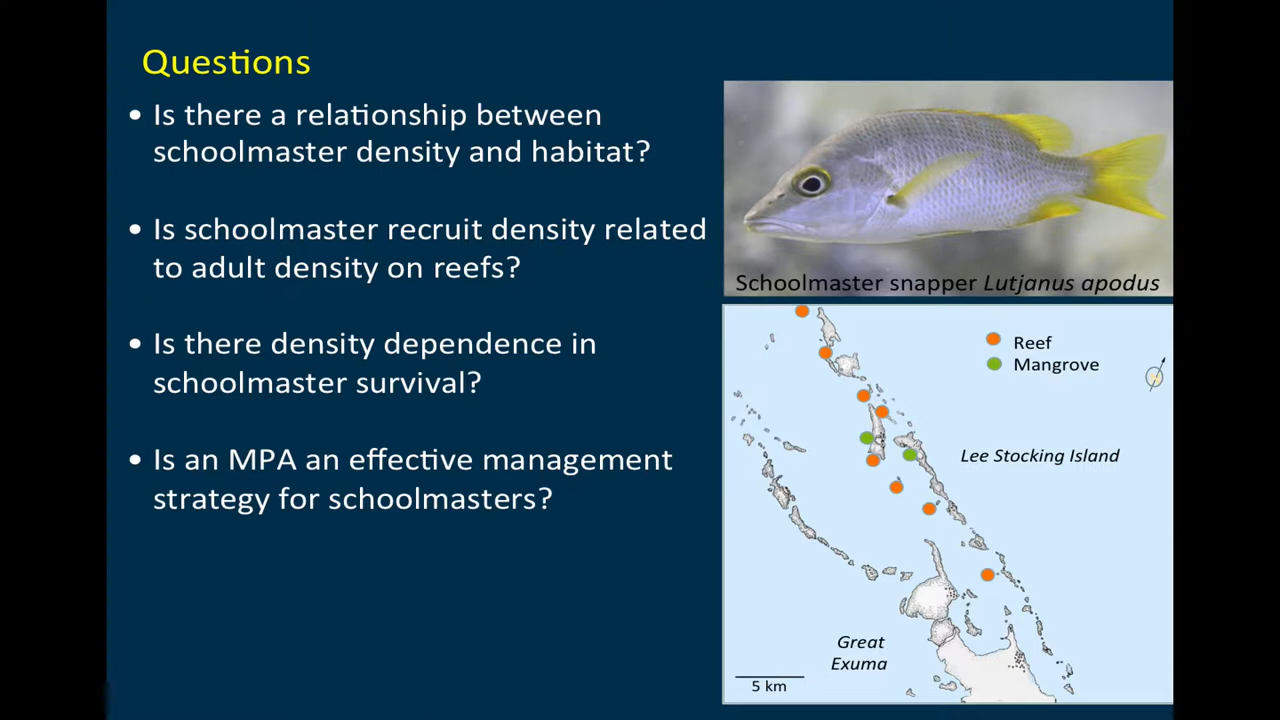 Questions
• Is there a relationship between
schoolmaster density and habitat?
• Is schoolmaster recruit density related
to adult density on reefs?
• Is there density dependence in
schoolmaster survival?
• Is an MPA an effective management
strategy for schoolmasters?
Schoolmaster snapper Lutjanus apodus
Reef
Mangrove
Lee Stocking Island
Great
Exuma
5 km